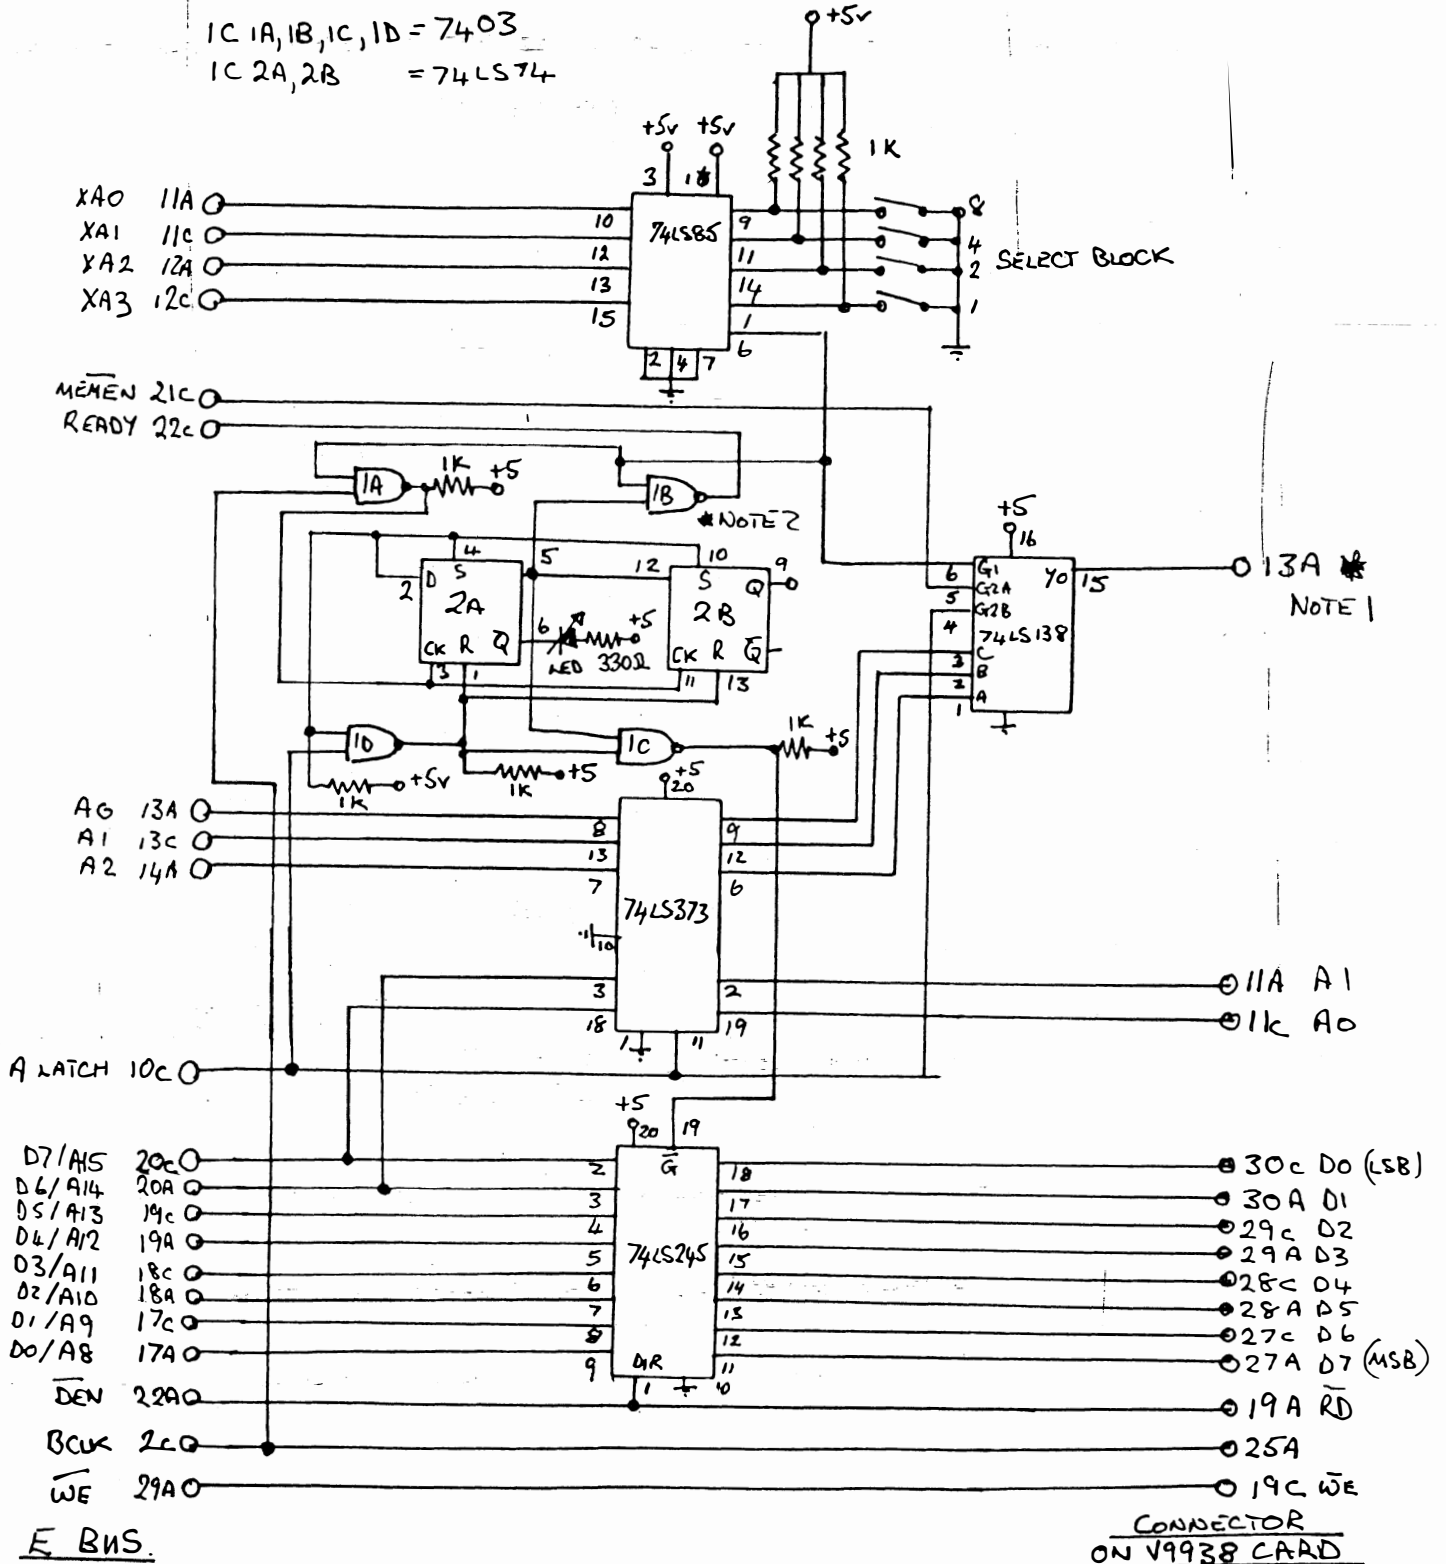 IC 1A, 1B, 1C, 1D = 7403
IC 2A, 2B = 74LS74
+5v
+5v +5v
1K
3 1
XA0 11A
XA1 11C
XA2 12A
XA3 12C
10
12
13
15
74LS85
9
11
14
1
6
2 4 7
8
4
2
1
SELECT BLOCK
MEMEN 21C
READY 22C
1A
1K
+5
1B
* NOTE 2
+5
16
4
5
12
10
9
2
D S
2A
CK R Q̅
3 1
6
LED
330Ω
+5
S Q
2B
CK R Q̅
11 13
6 G1
5 G2A
4 G2B
74LS138
3 C
2 B
1 A
Y0 15
13A *
NOTE 1
1D
1C
1K
+5
1K
+5v
1K
+5
+5
20
A0 13A
A1 13C
A2 14A
8
13
7
74LS373
9
12
6
10
3
18
2
19
1 11
11A A1
11C A0
A LATCH 10C
+5
20
19
G̅
D7/A15 20C
D6/A14 20A
D5/A13 19C
D4/A12 19A
D3/A11 18C
D2/A10 18A
D1/A9 17C
D0/A8 17A
2
3
4
5
6
7
8
9
74LS245
DIR
1
10
18
17
16
15
14
13
12
11
30C D0 (LSB)
30A D1
29C D2
29A D3
28C D4
28A D5
27C D6
27A D7 (MSB)
D̅E̅N̅ 22A
19A R̅D̅
BCLK 2C
25A
W̅E̅ 29A
19C W̅E̅
E BUS.
CONNECTOR
ON V9938 CARD